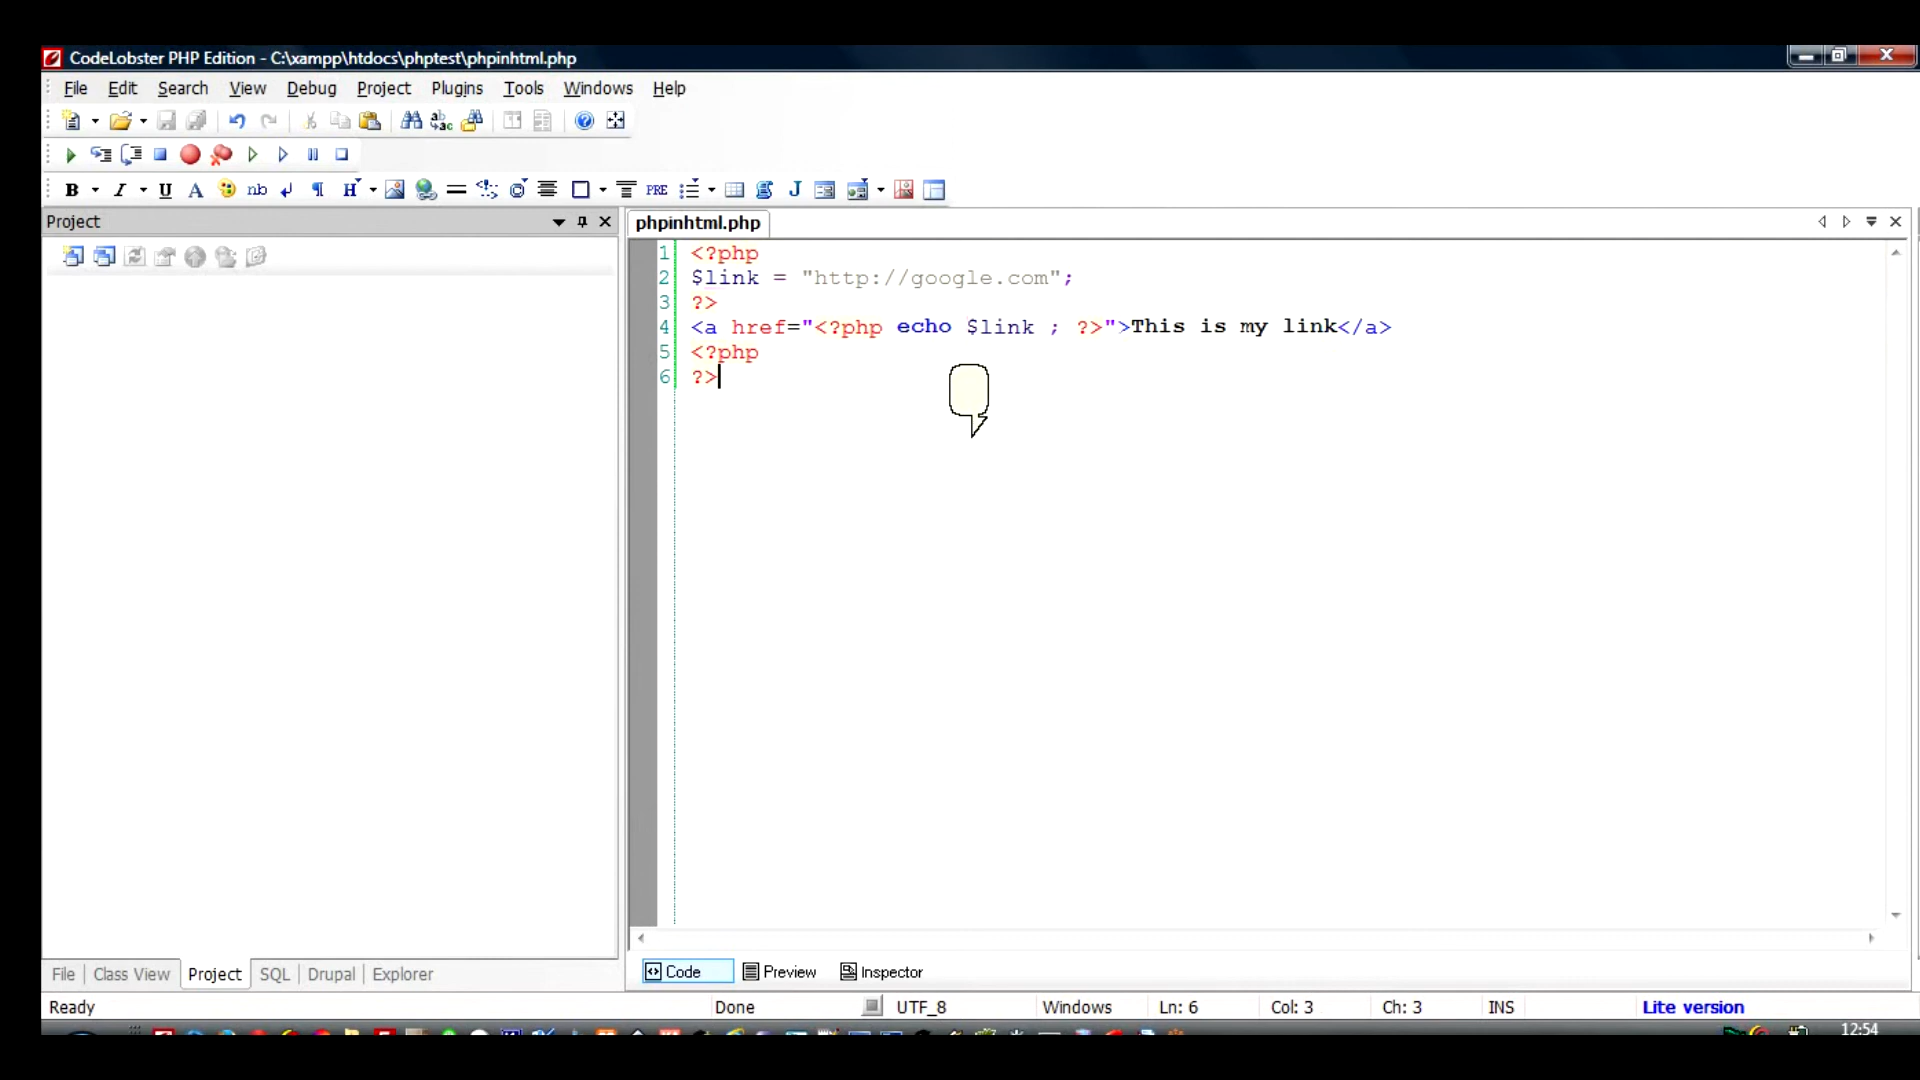 CodeLobster PHP Edition - C:\xampp\htdocs\phptest\phpinhtml.php
File Edit Search View Debug Project Plugins Tools Windows Help
B I U A nb ¶ H PRE J
Project
phpinhtml.php
1 <?php
2 $link = "http://google.com";
3 ?>
4 <a href="<?php echo $link ; ?>">This is my link</a>
5 <?php
6 ?>
File Class View Project SQL Drupal Explorer
Code Preview Inspector
Ready Done UTF_8 Windows Ln: 6 Col: 3 Ch: 3 INS Lite version
12:54